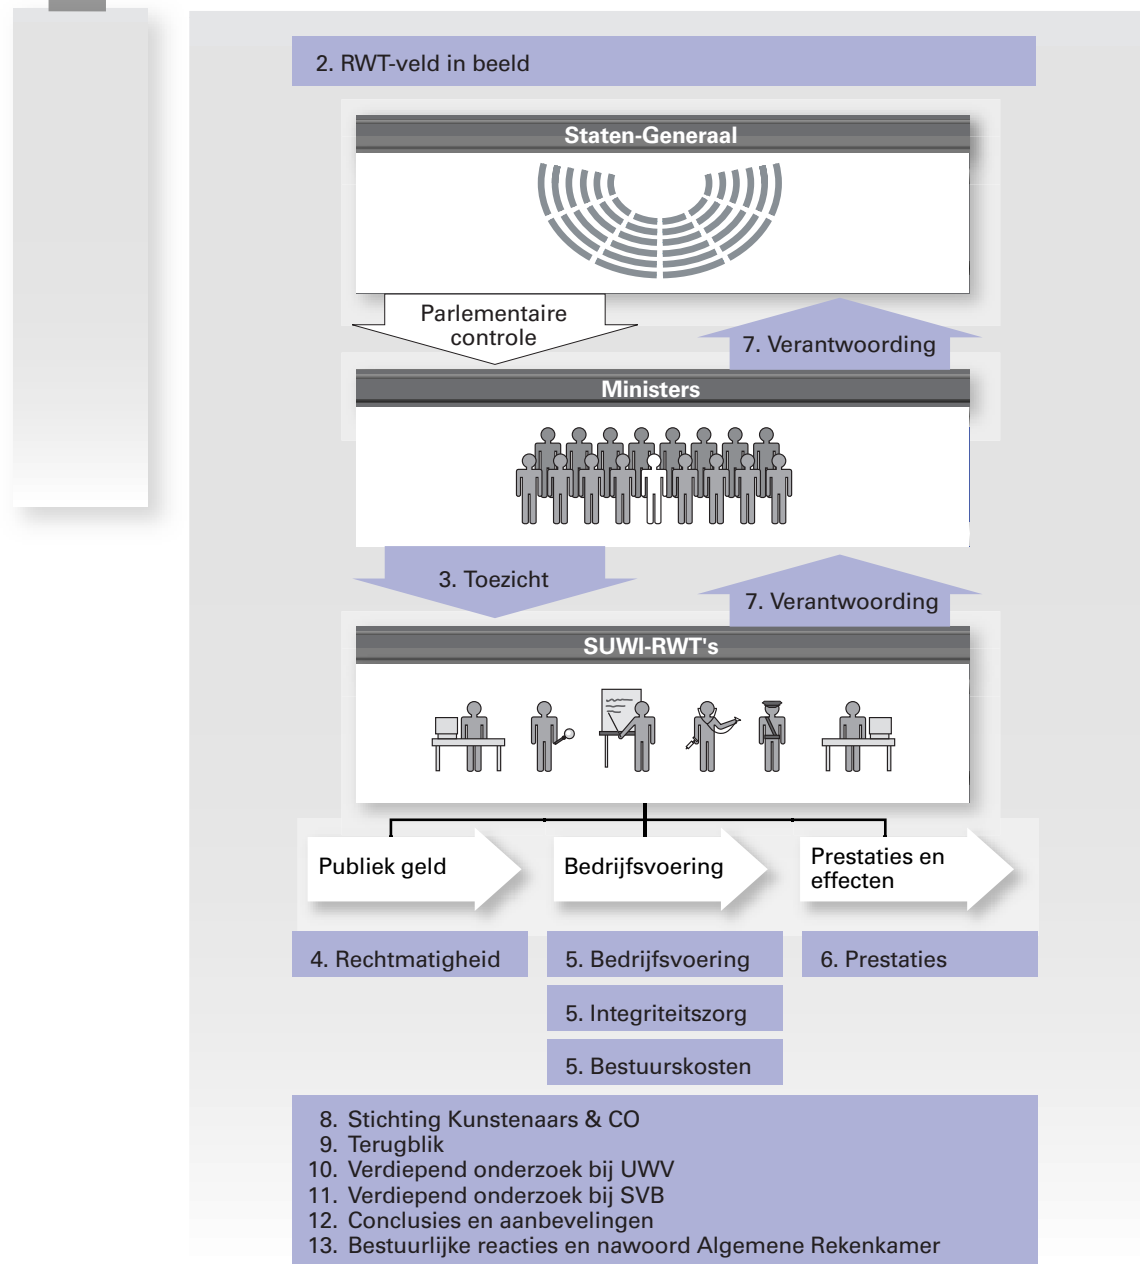 2. RWT-veld in beeld
Staten-Generaal
Parlementaire
controle
7. Verantwoording
Ministers
3. Toezicht
7. Verantwoording
SUWI-RWT's
Publiek geld
Bedrijfsvoering
Prestaties en
effecten
4. Rechtmatigheid
5. Bedrijfsvoering
6. Prestaties
5. Integriteitszorg
5. Bestuurskosten
8. Stichting Kunstenaars & CO
9. Terugblik
10. Verdiepend onderzoek bij UWV
11. Verdiepend onderzoek bij SVB
12. Conclusies en aanbevelingen
13. Bestuurlijke reacties en nawoord Algemene Rekenkamer